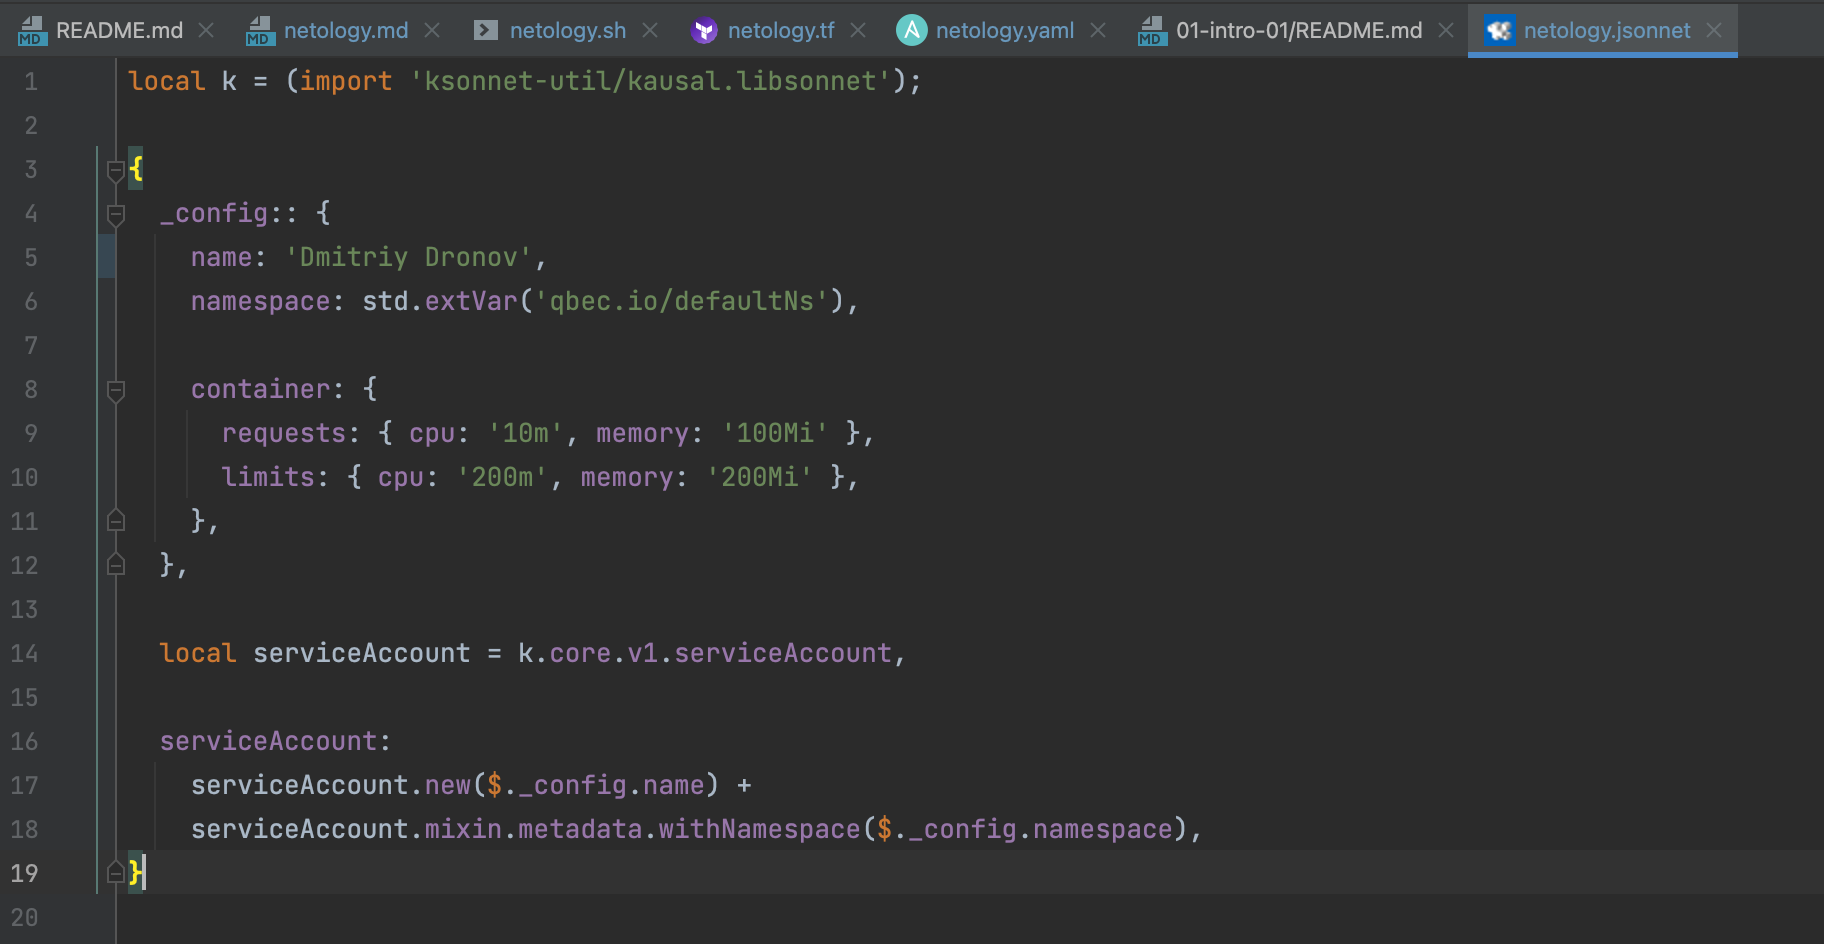 README.md netology.md netology.sh netology.tf netology.yaml 01-intro-01/README.md netology.jsonnet
1 local k = (import 'ksonnet-util/kausal.libsonnet');
2
3 {
4   _config:: {
5     name: 'Dmitriy Dronov',
6     namespace: std.extVar('qbec.io/defaultNs'),
7
8     container: {
9       requests: { cpu: '10m', memory: '100Mi' },
10       limits: { cpu: '200m', memory: '200Mi' },
11     },
12   },
13
14   local serviceAccount = k.core.v1.serviceAccount,
15
16   serviceAccount:
17     serviceAccount.new($._config.name) +
18     serviceAccount.mixin.metadata.withNamespace($._config.namespace),
19 }
20